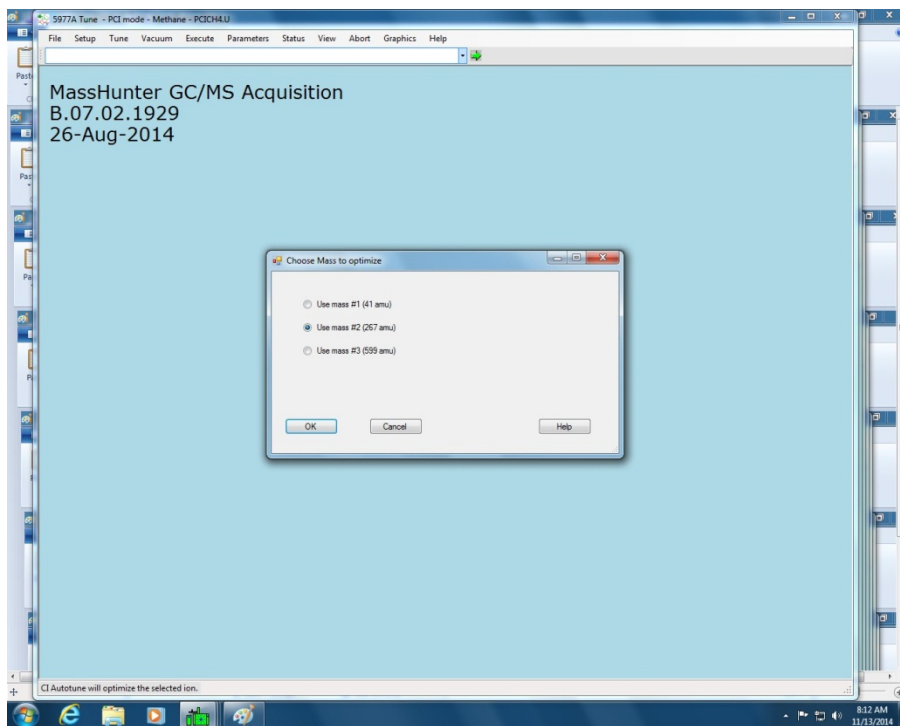 5977A Tune - PCI mode - Methane - PCICH4.U
File Setup Tune Vacuum Execute Parameters Status View Abort Graphics Help
Paste
MassHunter GC/MS Acquisition
B.07.02.1929
26-Aug-2014
Choose Mass to optimize
Use mass #1 (41 amu)
Use mass #2 (267 amu)
Use mass #3 (599 amu)
OK Cancel Help
CI Autotune will optimize the selected ion.
8:12 AM
11/13/2014